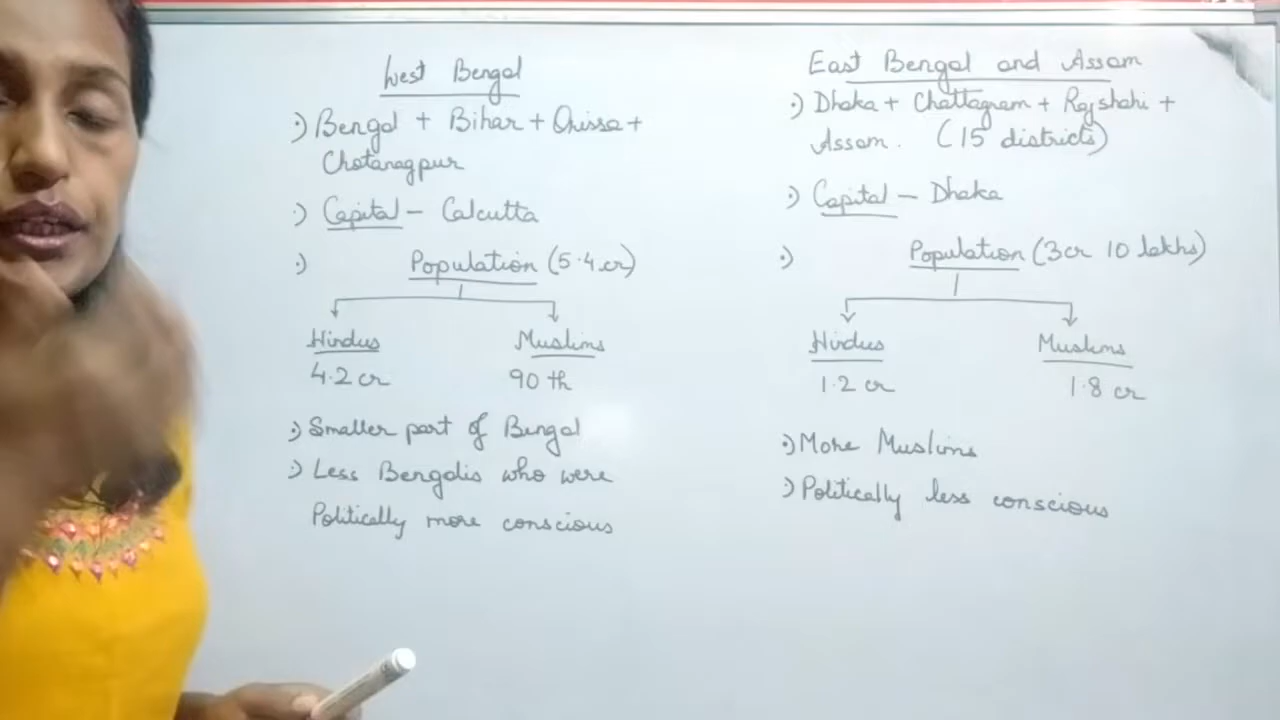 West Bengal
·) Bengal + Bihar + Orissa +
Chotanagpur
·) Capital – Calcutta
·) Population (5.4 cr)
Hindus Muslims
4.2 cr 90 th
·) Smaller part of Bengal
·) Less Bengalis who were
Politically more conscious
East Bengal and Assam
·) Dhaka + Chattagram + Rajshahi +
Assam. (15 districts)
·) Capital – Dhaka
·) Population (3cr 10 lakhs)
Hindus Muslims
1.2 cr 1.8 cr
·) More Muslims
·) Politically less conscious